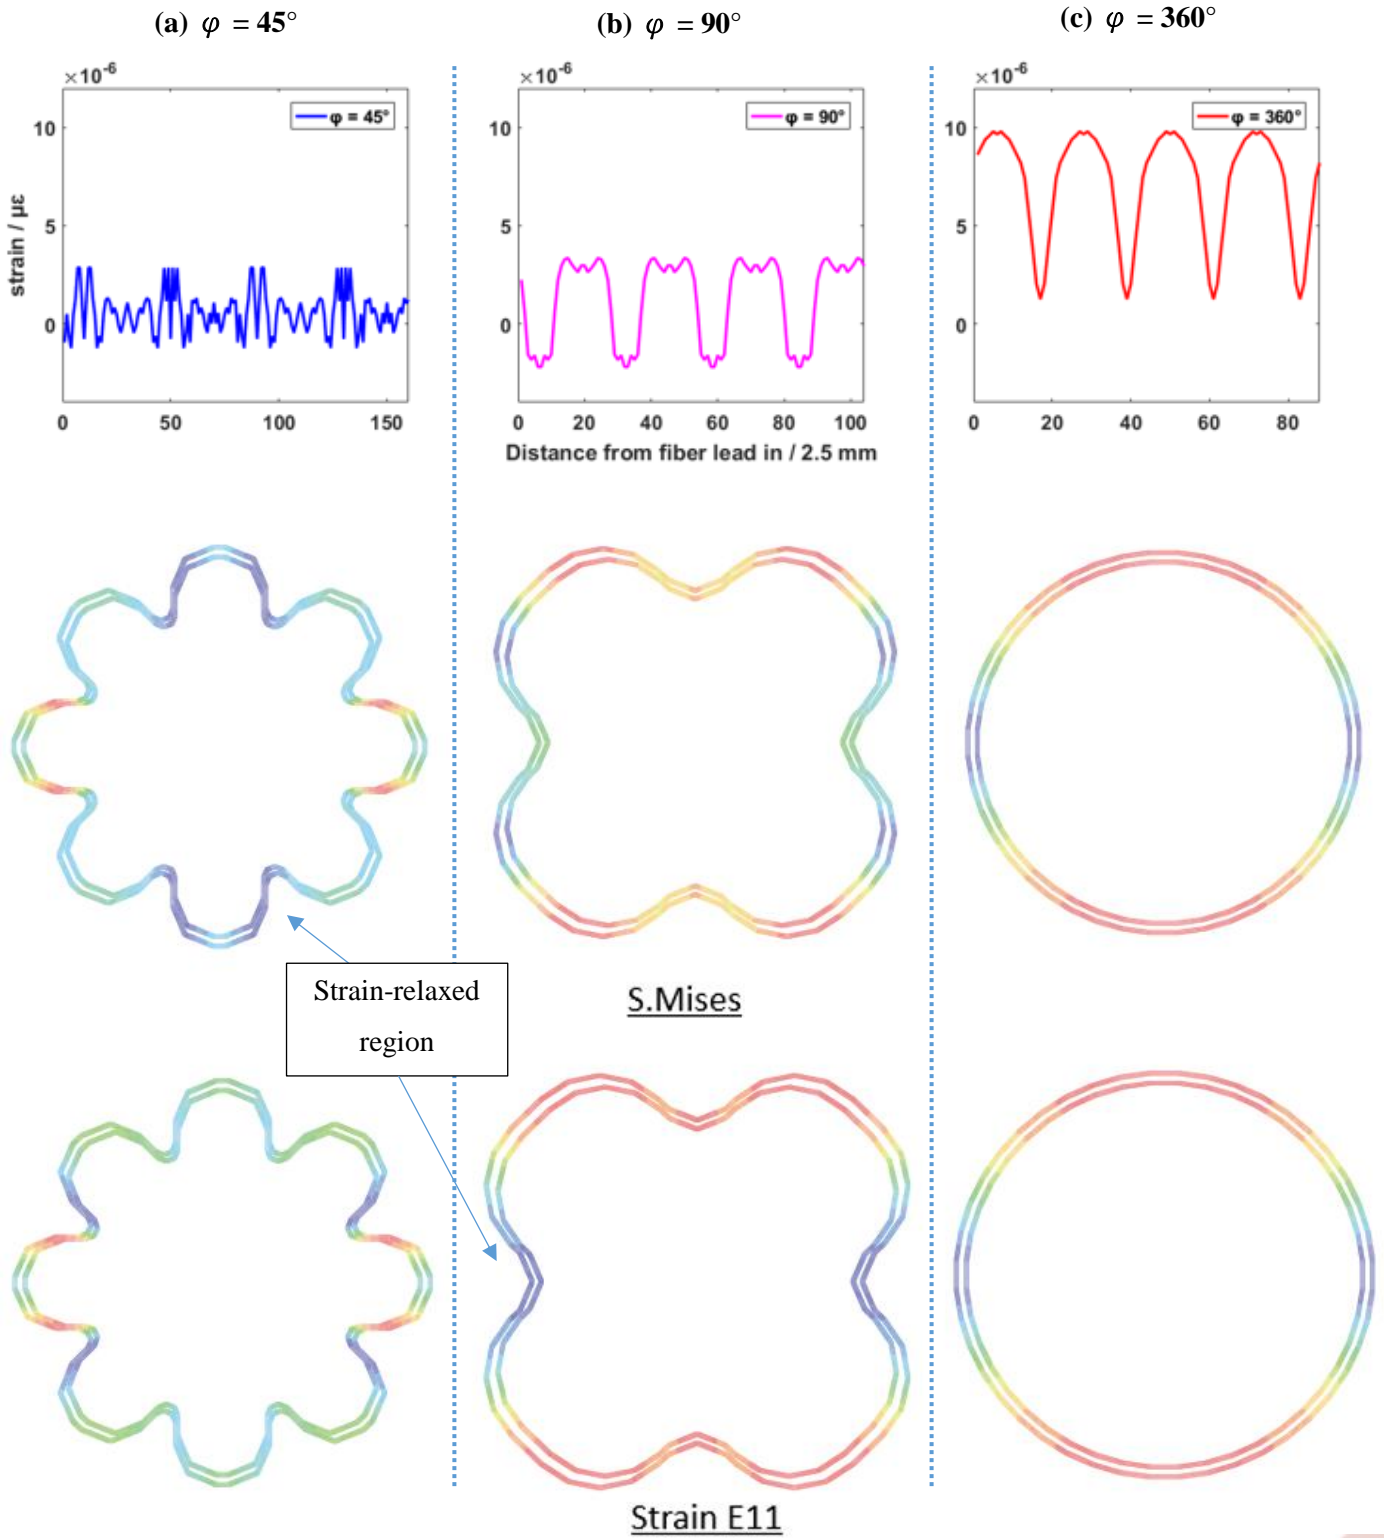 (a) φ = 45°
(b) φ = 90°
(c) φ = 360°
×10-6
×10-6
×10-6
φ = 45°
φ = 90°
φ = 360°
10
5
0
10
5
0
10
5
0
strain / με
0 50 100 150
0 20 40 60 80 100
0 20 40 60 80
Distance from fiber lead in / 2.5 mm
Strain-relaxed
region
S.Mises
Strain E11